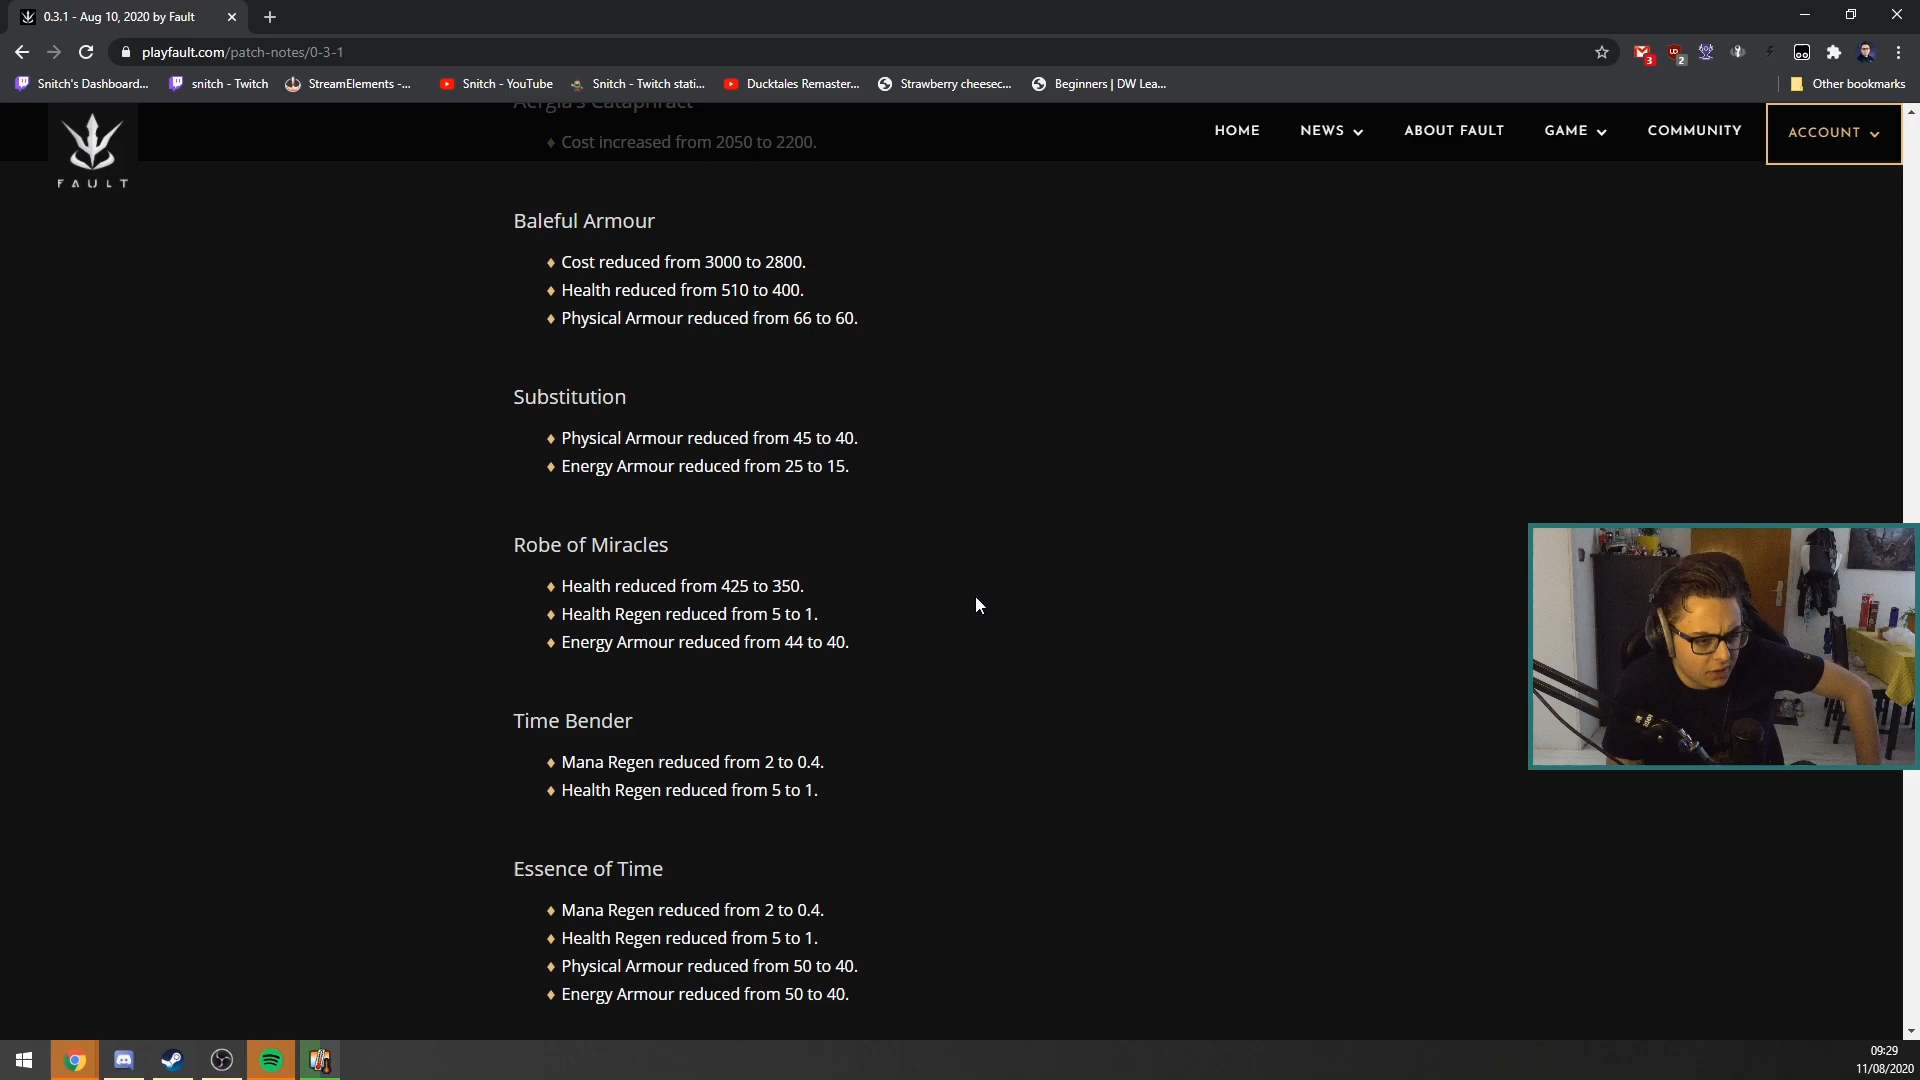 0.3.1 - Aug 10, 2020 by Fault
playfault.com/patch-notes/0-3-1
3
2
Snitch's Dashboard...
snitch - Twitch
StreamElements -...
Snitch - YouTube
Snitch - Twitch stati...
Ducktales Remaster...
Strawberry cheesec...
Beginners | DW Lea...
Other bookmarks
FAULT
HOME
NEWS
ABOUT FAULT
GAME
COMMUNITY
ACCOUNT
Aergia's Cataphract
Cost increased from 2050 to 2200.
Baleful Armour
Cost reduced from 3000 to 2800.
Health reduced from 510 to 400.
Physical Armour reduced from 66 to 60.
Substitution
Physical Armour reduced from 45 to 40.
Energy Armour reduced from 25 to 15.
Robe of Miracles
Health reduced from 425 to 350.
Health Regen reduced from 5 to 1.
Energy Armour reduced from 44 to 40.
Time Bender
Mana Regen reduced from 2 to 0.4.
Health Regen reduced from 5 to 1.
Essence of Time
Mana Regen reduced from 2 to 0.4.
Health Regen reduced from 5 to 1.
Physical Armour reduced from 50 to 40.
Energy Armour reduced from 50 to 40.
09:29
11/08/2020